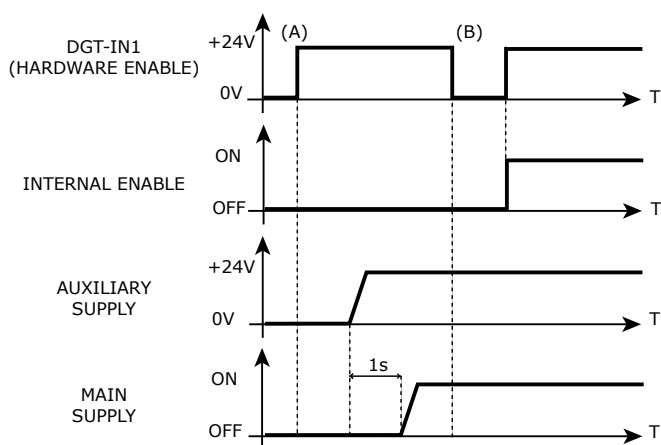 DGT-IN1
(HARDWARE ENABLE)
+24V
(A)
(B)
0V
T
INTERNAL ENABLE
ON
OFF
T
AUXILIARY
SUPPLY
+24V
0V
T
MAIN
SUPPLY
ON
1s
OFF
T